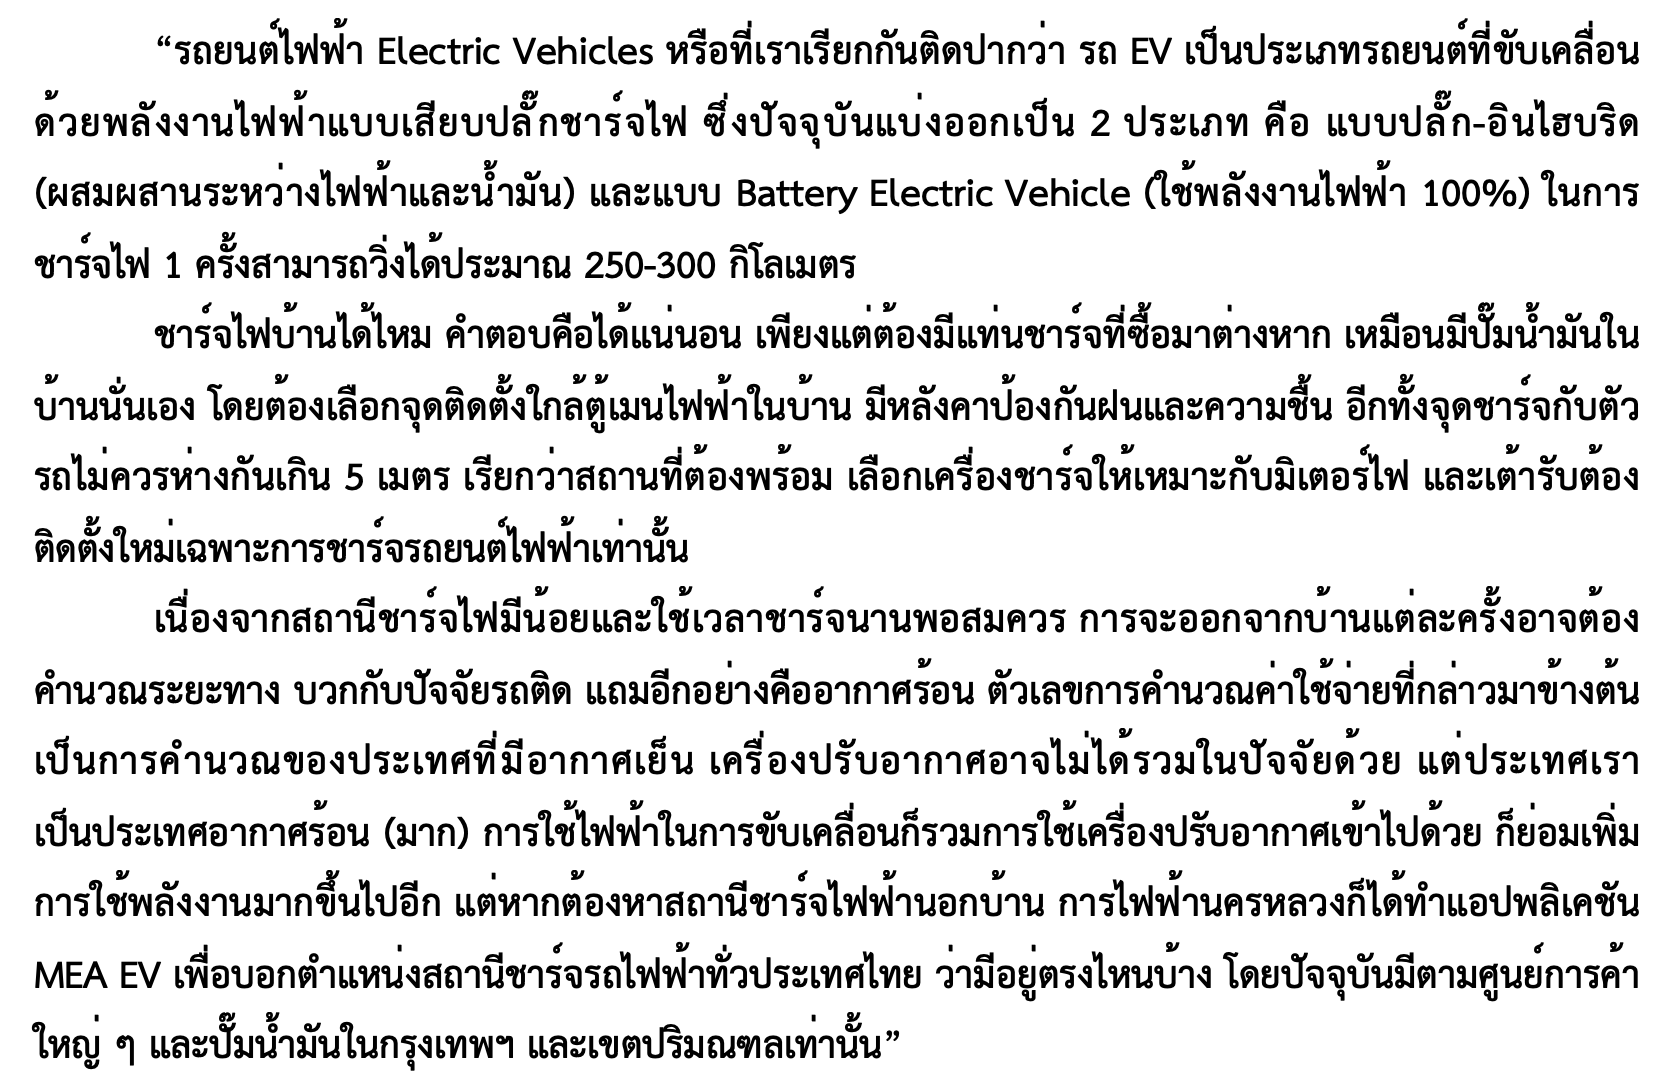 “รถยนต์ไฟฟ้า Electric Vehicles หรือที่เราเรียกกันติดปากว่า รถ EV เป็นประเภทรถยนต์ที่ขับเคลื่อน
ด้วยพลังงานไฟฟ้าแบบเสียบปลั๊กชาร์จไฟ ซึ่งปัจจุบันแบ่งออกเป็น 2 ประเภท คือ แบบปลั๊ก-อินไฮบริด
(ผสมผสานระหว่างไฟฟ้าและน้ำมัน) และแบบ Battery Electric Vehicle (ใช้พลังงานไฟฟ้า 100%) ในการ
ชาร์จไฟ 1 ครั้งสามารถวิ่งได้ประมาณ 250-300 กิโลเมตร
ชาร์จไฟบ้านได้ไหม คำตอบคือได้แน่นอน เพียงแต่ต้องมีแท่นชาร์จที่ซื้อมาต่างหาก เหมือนมีปั๊มน้ำมันใน
บ้านนั่นเอง โดยต้องเลือกจุดติดตั้งใกล้ตู้เมนไฟฟ้าในบ้าน มีหลังคาป้องกันฝนและความชื้น อีกทั้งจุดชาร์จกับตัว
รถไม่ควรห่างกันเกิน 5 เมตร เรียกว่าสถานที่ต้องพร้อม เลือกเครื่องชาร์จให้เหมาะกับมิเตอร์ไฟ และเต้ารับต้อง
ติดตั้งใหม่เฉพาะการชาร์จรถยนต์ไฟฟ้าเท่านั้น
เนื่องจากสถานีชาร์จไฟมีน้อยและใช้เวลาชาร์จนานพอสมควร การจะออกจากบ้านแต่ละครั้งอาจต้อง
คำนวณระยะทาง บวกกับปัจจัยรถติด แถมอีกอย่างคืออากาศร้อน ตัวเลขการคำนวณค่าใช้จ่ายที่กล่าวมาข้างต้น
เป็นการคำนวณของประเทศที่มีอากาศเย็น เครื่องปรับอากาศอาจไม่ได้รวมในปัจจัยด้วย แต่ประเทศเรา
เป็นประเทศอากาศร้อน (มาก) การใช้ไฟฟ้าในการขับเคลื่อนก็รวมการใช้เครื่องปรับอากาศเข้าไปด้วย ก็ย่อมเพิ่ม
การใช้พลังงานมากขึ้นไปอีก แต่หากต้องหาสถานีชาร์จไฟฟ้านอกบ้าน การไฟฟ้านครหลวงก็ได้ทำแอปพลิเคชัน
MEA EV เพื่อบอกตำแหน่งสถานีชาร์จรถไฟฟ้าทั่วประเทศไทย ว่ามีอยู่ตรงไหนบ้าง โดยปัจจุบันมีตามศูนย์การค้า
ใหญ่ ๆ และปั๊มน้ำมันในกรุงเทพฯ และเขตปริมณฑลเท่านั้น”